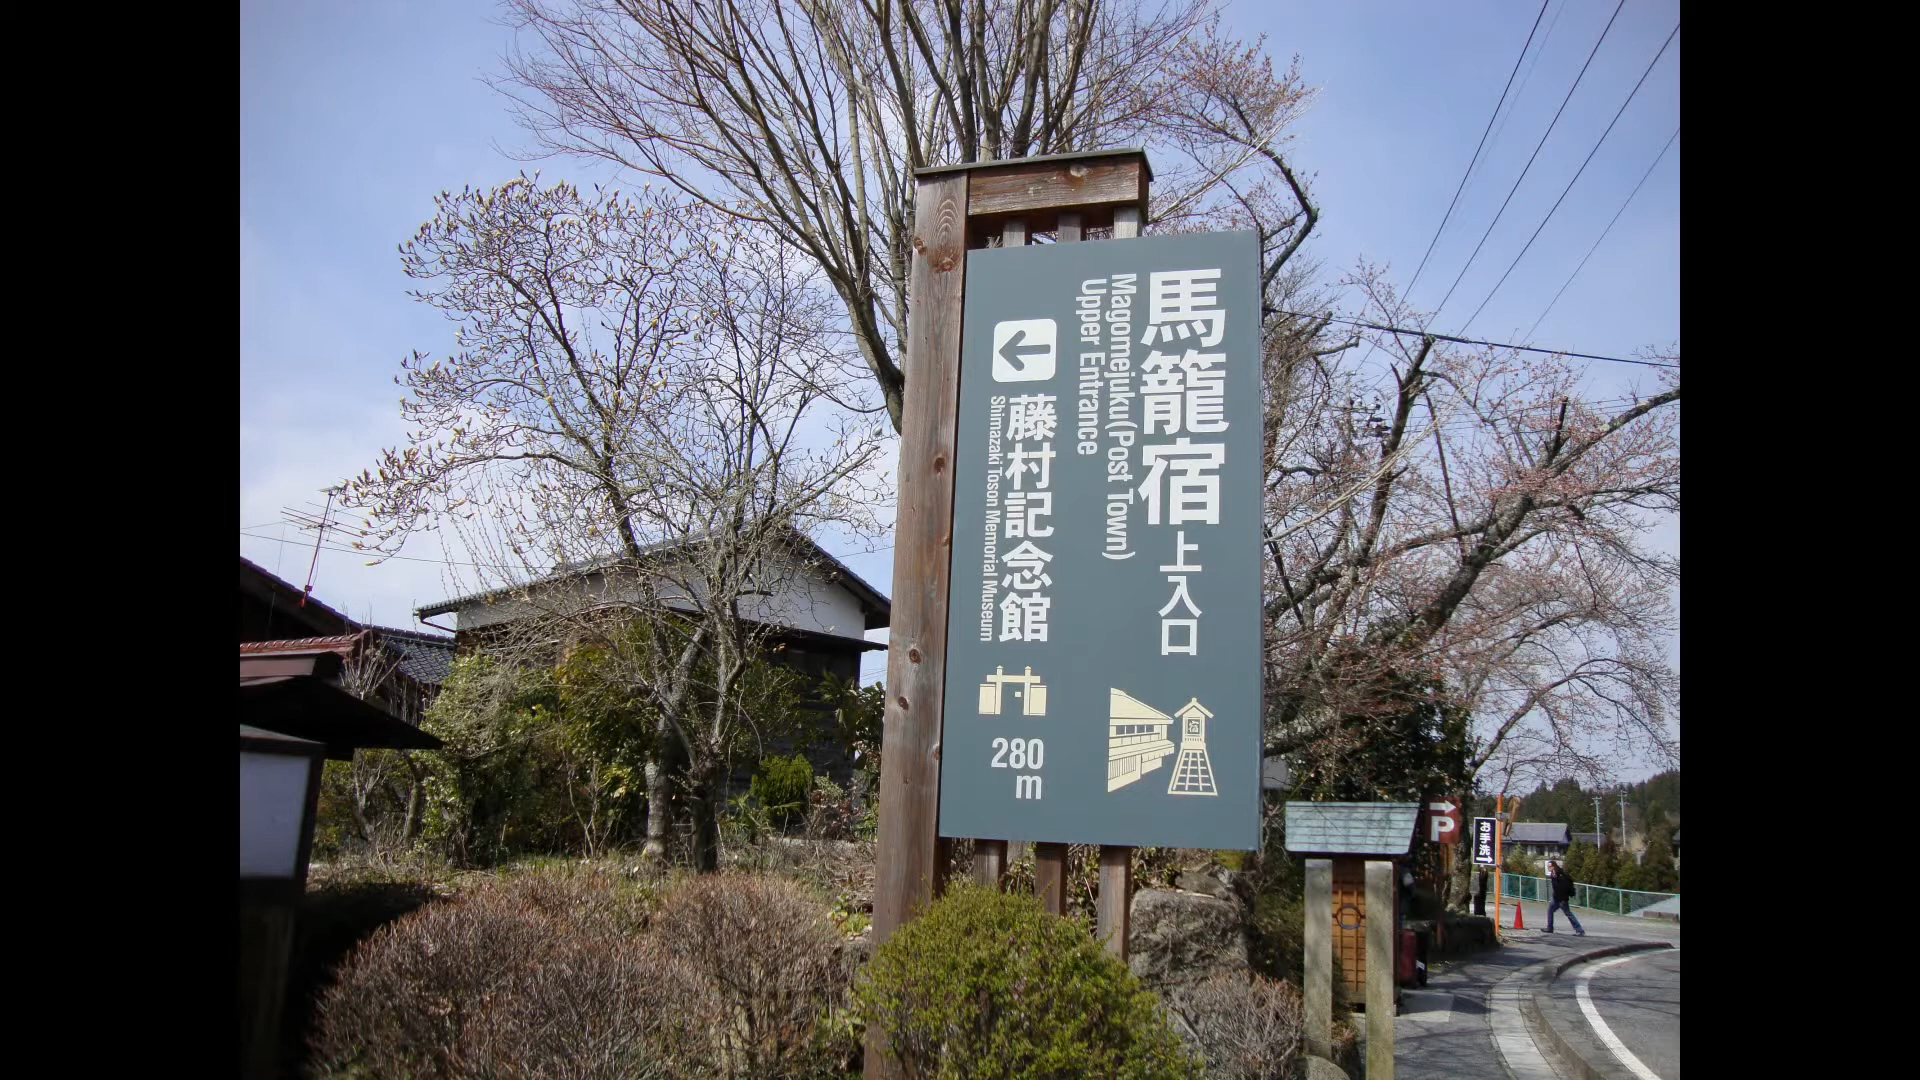 馬籠宿上入口
Magomejuku(Post Town)
Upper Entrance
藤村記念館
Shimazaki Toson Memorial Museum
280
m
P
お手洗